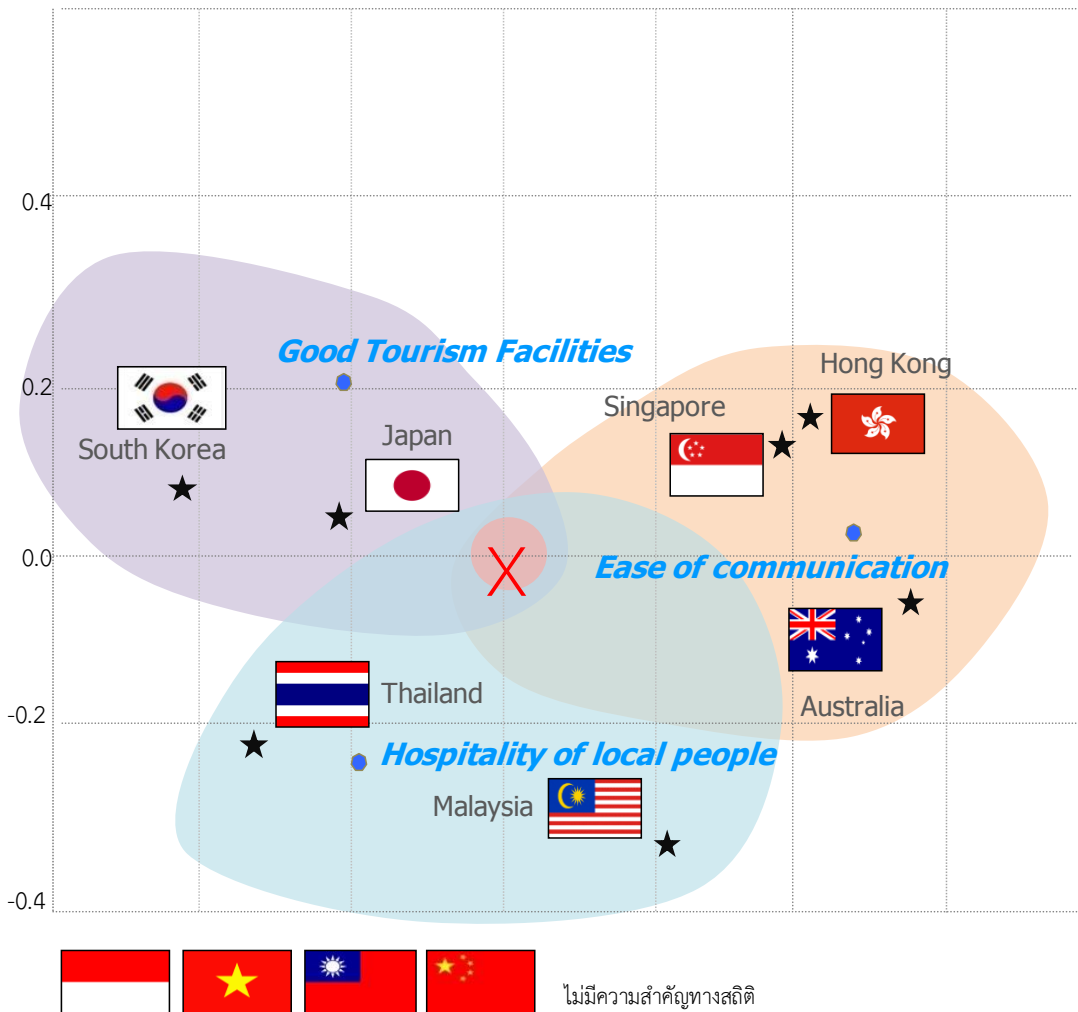 0.4
Good Tourism Facilities
Hong Kong
0.2
Singapore
Japan
South Korea
0.0
Ease of communication
Thailand
Australia
-0.2
Hospitality of local people
Malaysia
-0.4
ไม่มีความสำคัญทางสถิติ